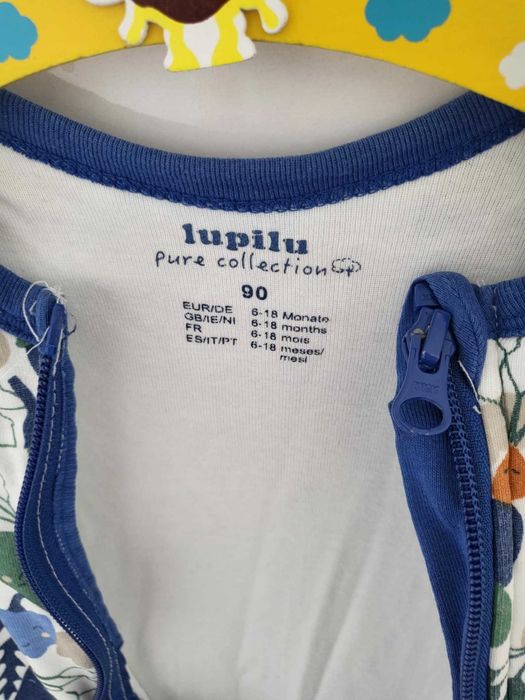 lupilu
pure collection
90
EUR/DE 6-18 Monate
GB/IE/NI 6-18 months
FR 6-18 mois
ES/IT/PT 6-18 meses/
mesi